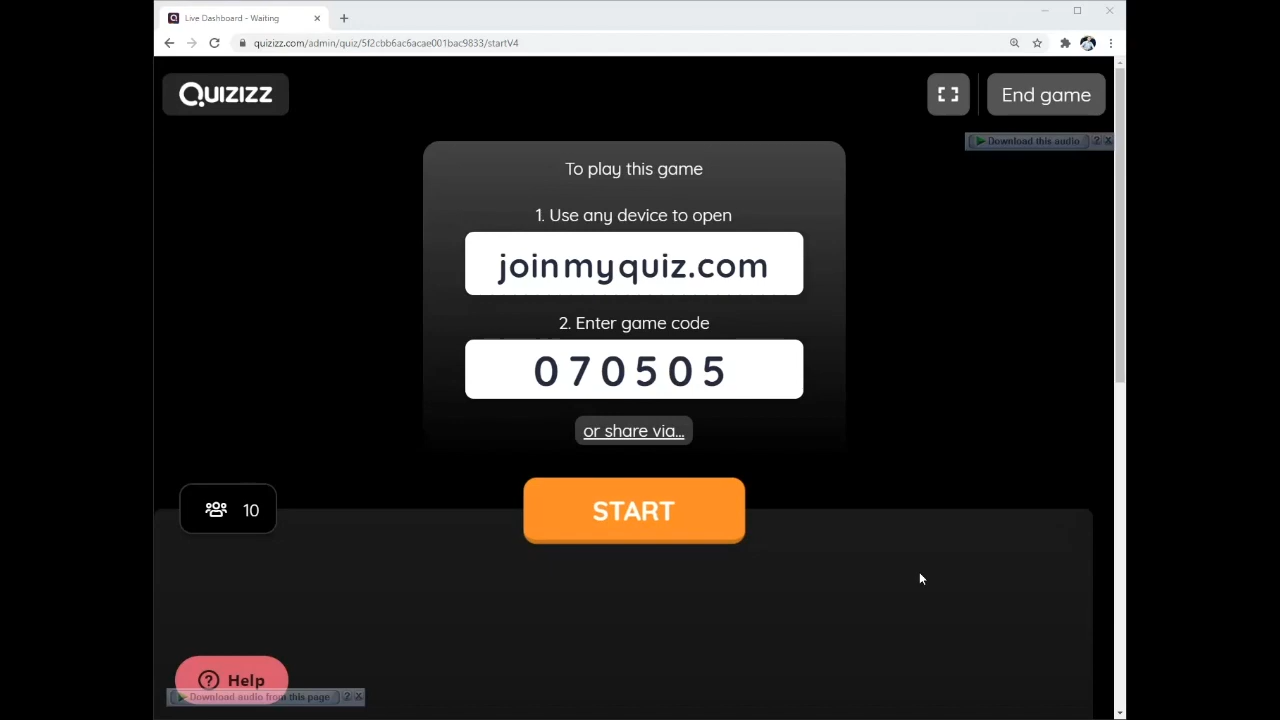 Live Dashboard - Waiting
quizizz.com/admin/quiz/5f2cbb6ac6acae001bac9833/startV4
Quizizz
End game
Download this audio
? X
To play this game
1. Use any device to open
joinmyquiz.com
2. Enter game code
070505
or share via...
10
START
? Help
Download audio from this page
? X